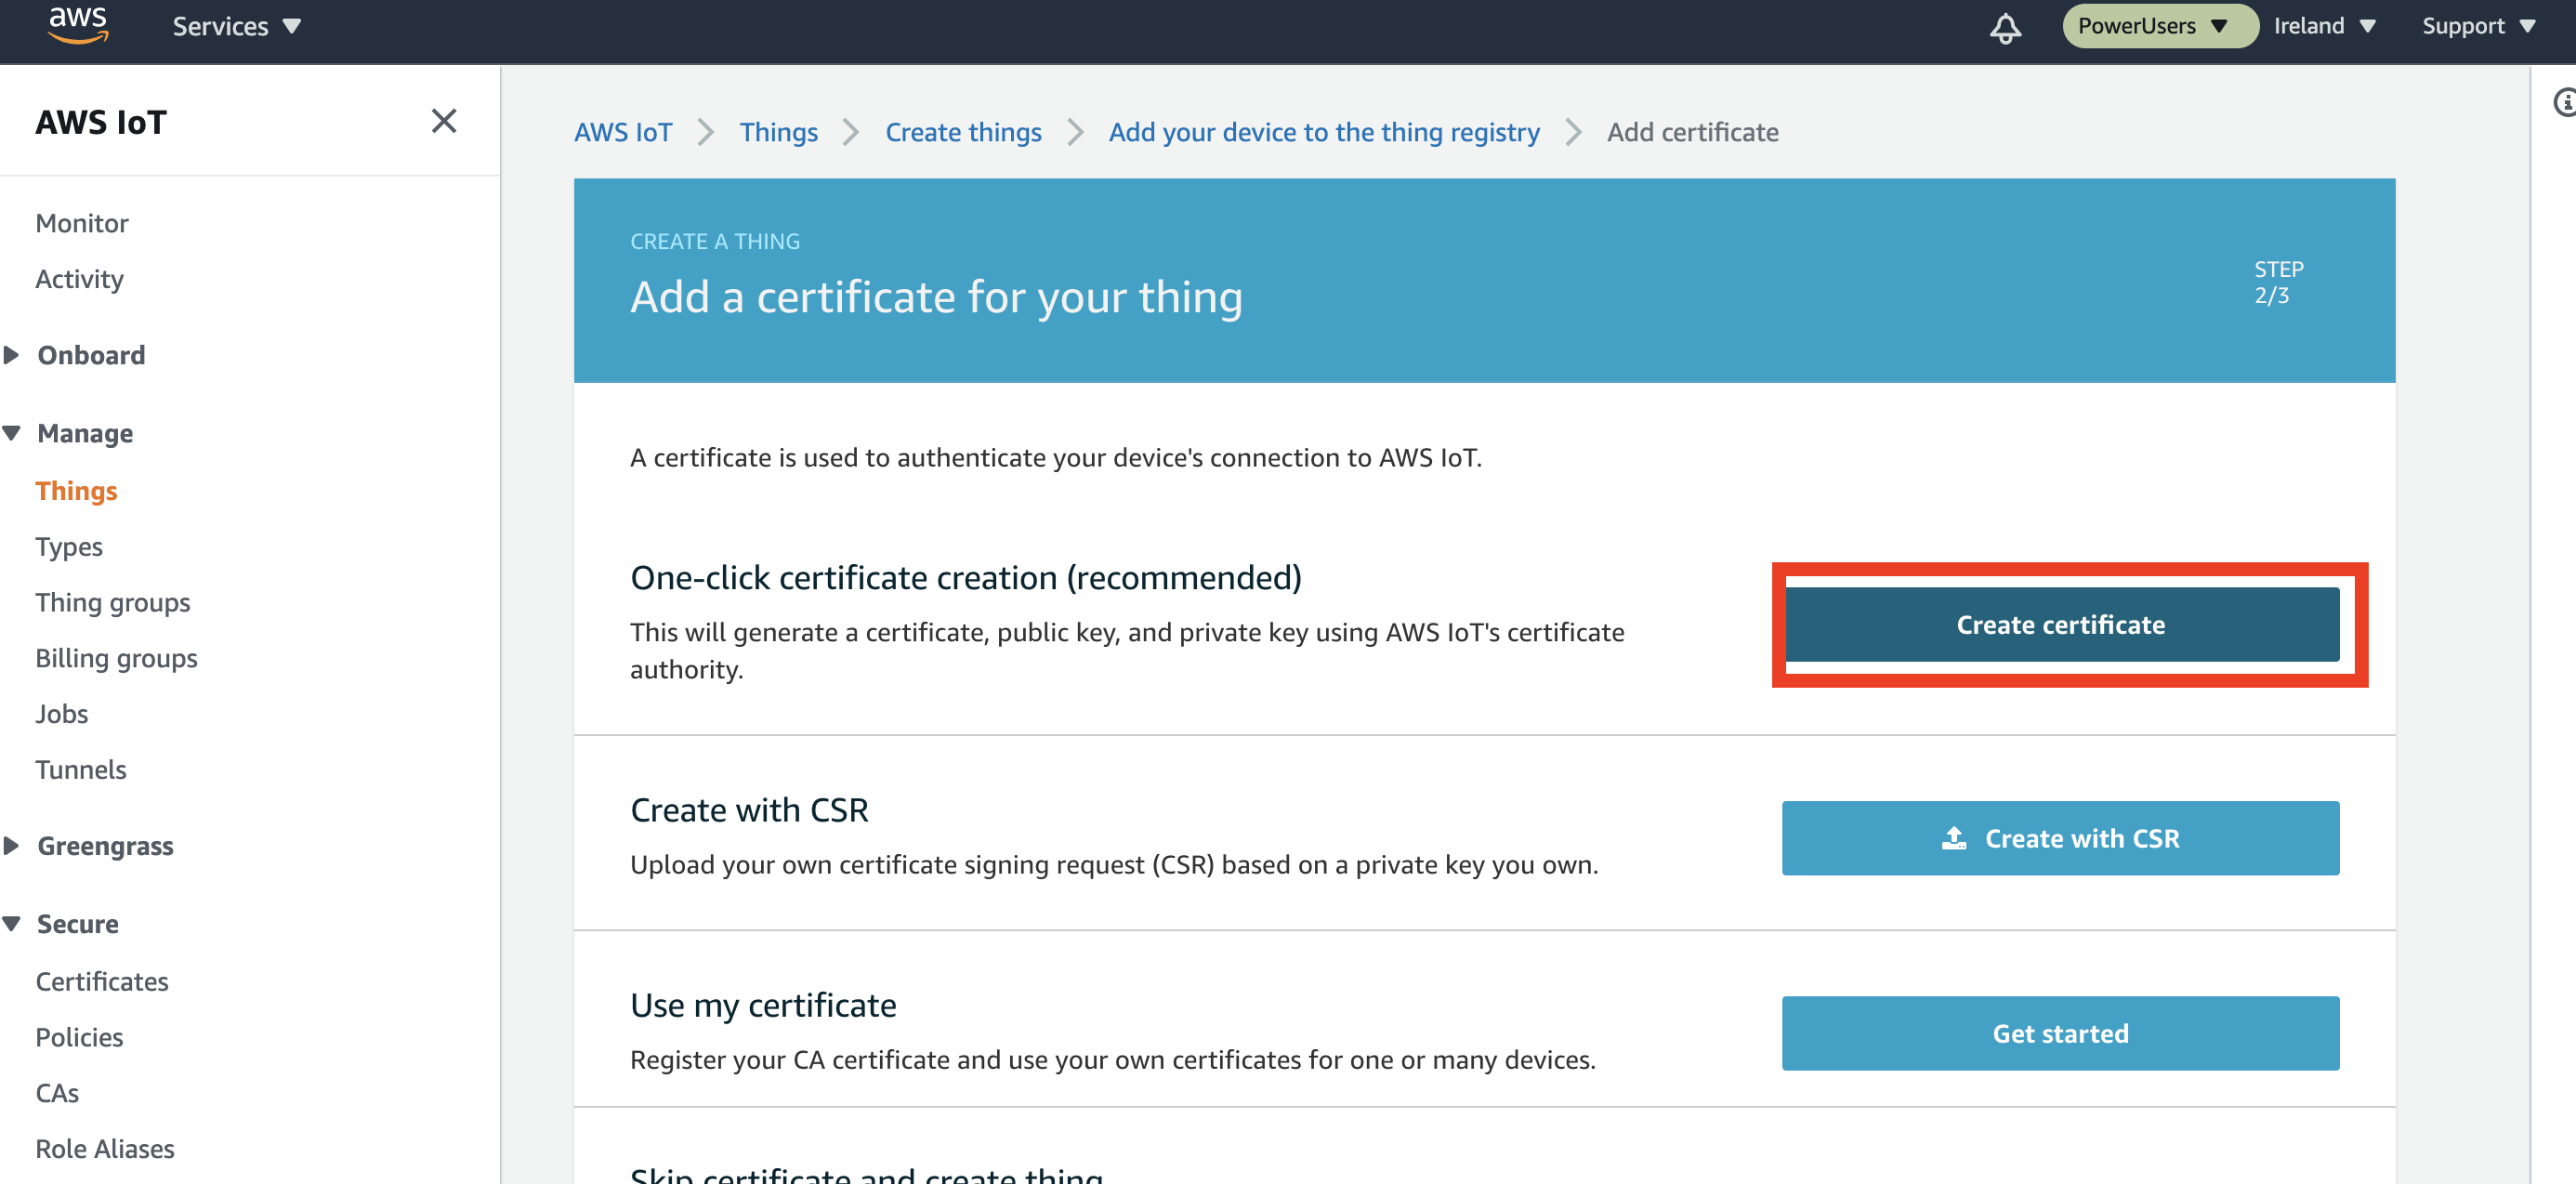 aws
Services
PowerUsers
Ireland
Support
AWS IoT
Monitor
Activity
Onboard
Manage
Things
Types
Thing groups
Billing groups
Jobs
Tunnels
Greengrass
Secure
Certificates
Policies
CAs
Role Aliases
AWS IoT > Things > Create things > Add your device to the thing registry > Add certificate
CREATE A THING
Add a certificate for your thing
STEP
2/3
A certificate is used to authenticate your device's connection to AWS IoT.
One-click certificate creation (recommended)
This will generate a certificate, public key, and private key using AWS IoT's certificate
authority.
Create certificate
Create with CSR
Upload your own certificate signing request (CSR) based on a private key you own.
Create with CSR
Use my certificate
Register your CA certificate and use your own certificates for one or many devices.
Get started
Skip certificate and create thing